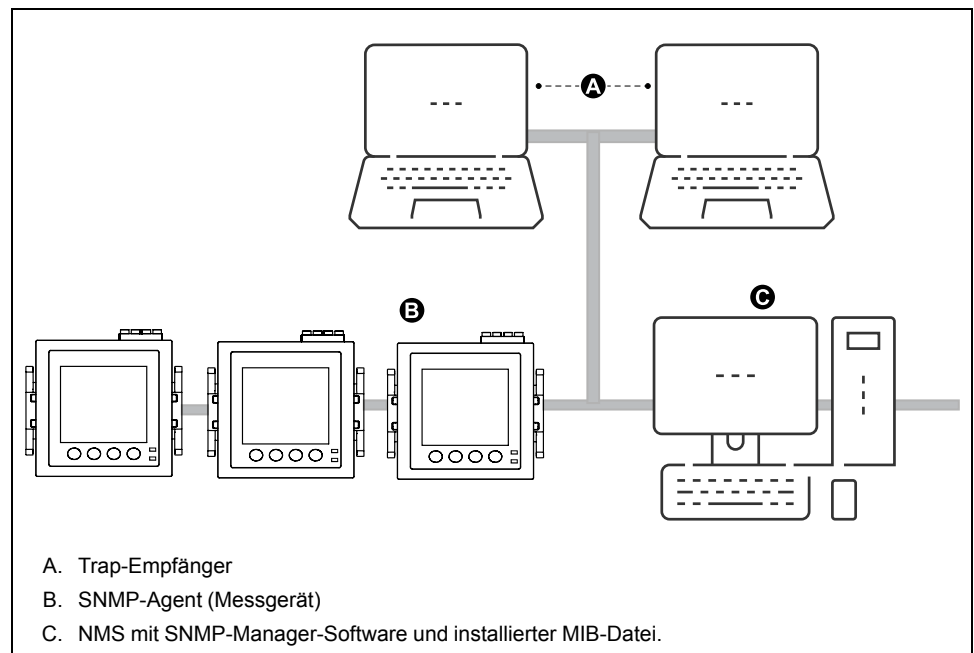 A
B
C
A. Trap-Empfänger
B. SNMP-Agent (Messgerät)
C. NMS mit SNMP-Manager-Software und installierter MIB-Datei.